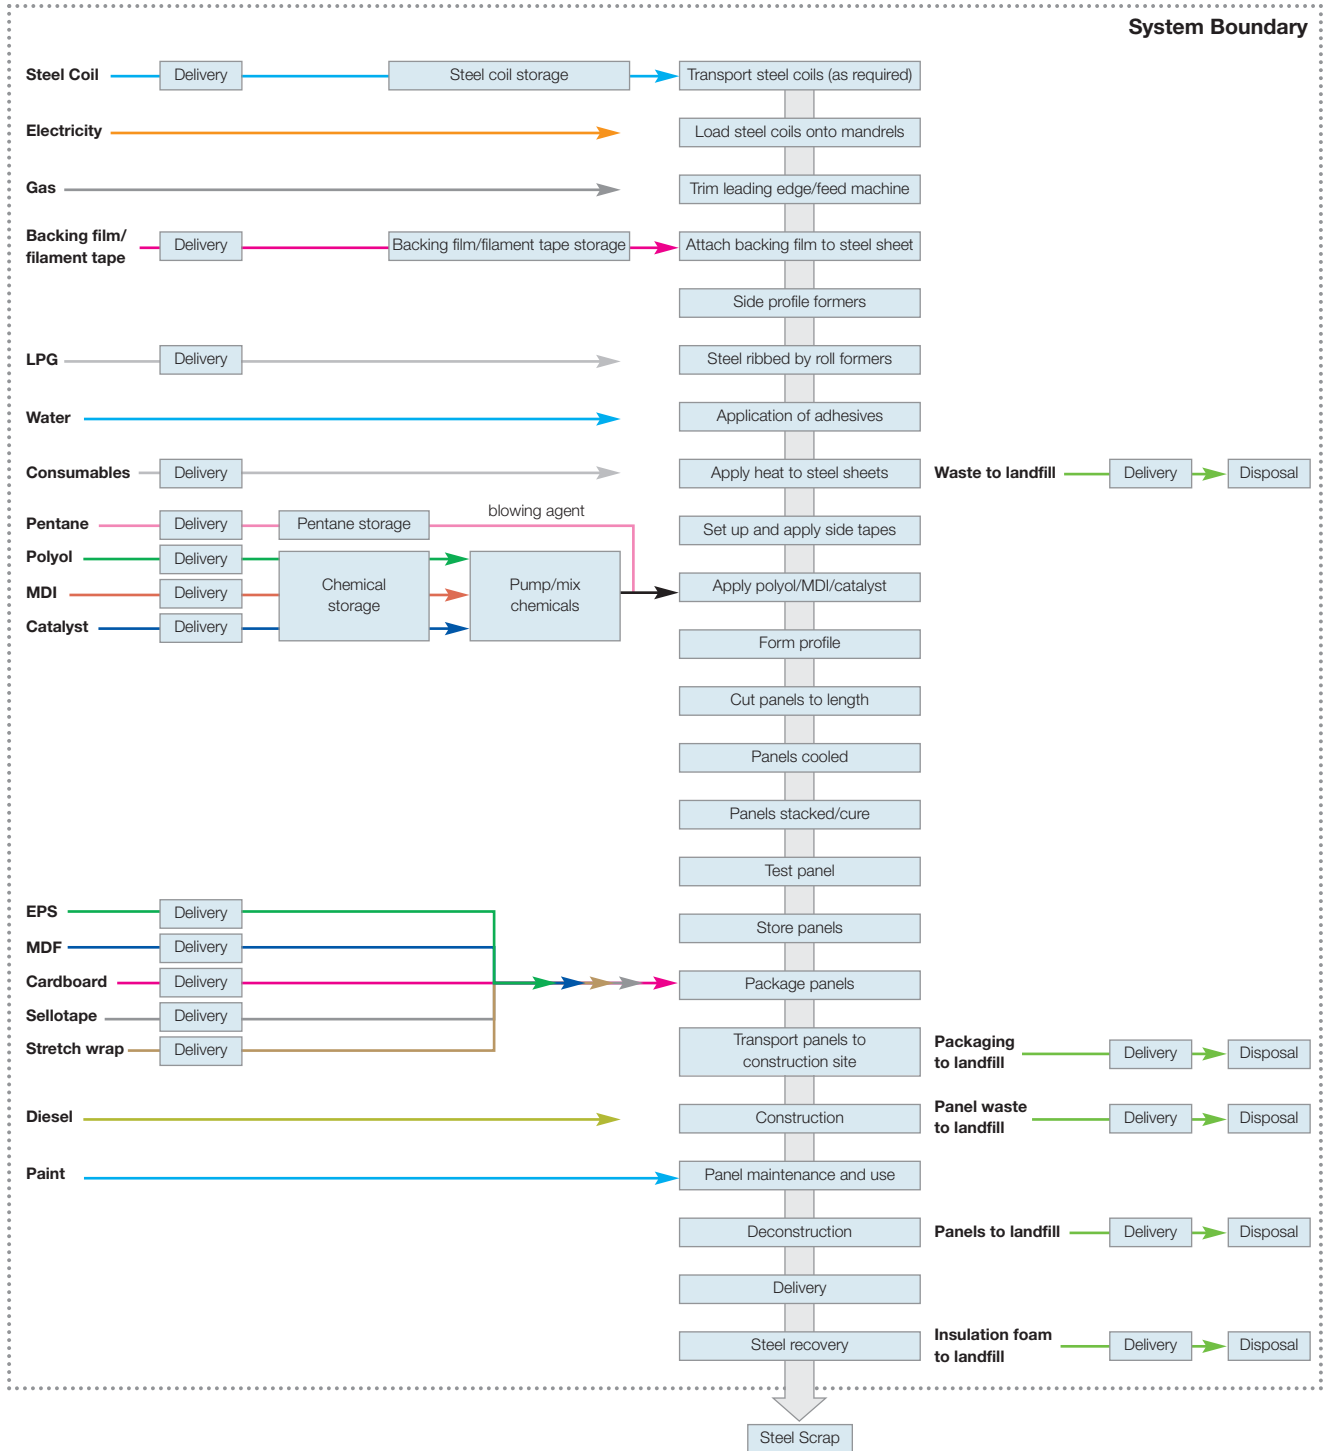 System Boundary
Steel Coil
Delivery
Steel coil storage
Transport steel coils (as required)
Electricity
Load steel coils onto mandrels
Gas
Trim leading edge/feed machine
Backing film/
filament tape
Delivery
Backing film/filament tape storage
Attach backing film to steel sheet
Side profile formers
LPG
Delivery
Steel ribbed by roll formers
Water
Application of adhesives
Consumables
Delivery
Apply heat to steel sheets
Waste to landfill
Delivery
Disposal
Pentane
Delivery
Pentane storage
blowing agent
Set up and apply side tapes
Polyol
Delivery
MDI
Delivery
Catalyst
Delivery
Chemical
storage
Pump/mix
chemicals
Apply polyol/MDI/catalyst
Form profile
Cut panels to length
Panels cooled
Panels stacked/cure
Test panel
EPS
Delivery
Store panels
MDF
Delivery
Cardboard
Delivery
Package panels
Sellotape
Delivery
Stretch wrap
Delivery
Transport panels to
construction site
Packaging
to landfill
Delivery
Disposal
Diesel
Construction
Panel waste
to landfill
Delivery
Disposal
Paint
Panel maintenance and use
Deconstruction
Panels to landfill
Delivery
Disposal
Delivery
Steel recovery
Insulation foam
to landfill
Delivery
Disposal
Steel Scrap